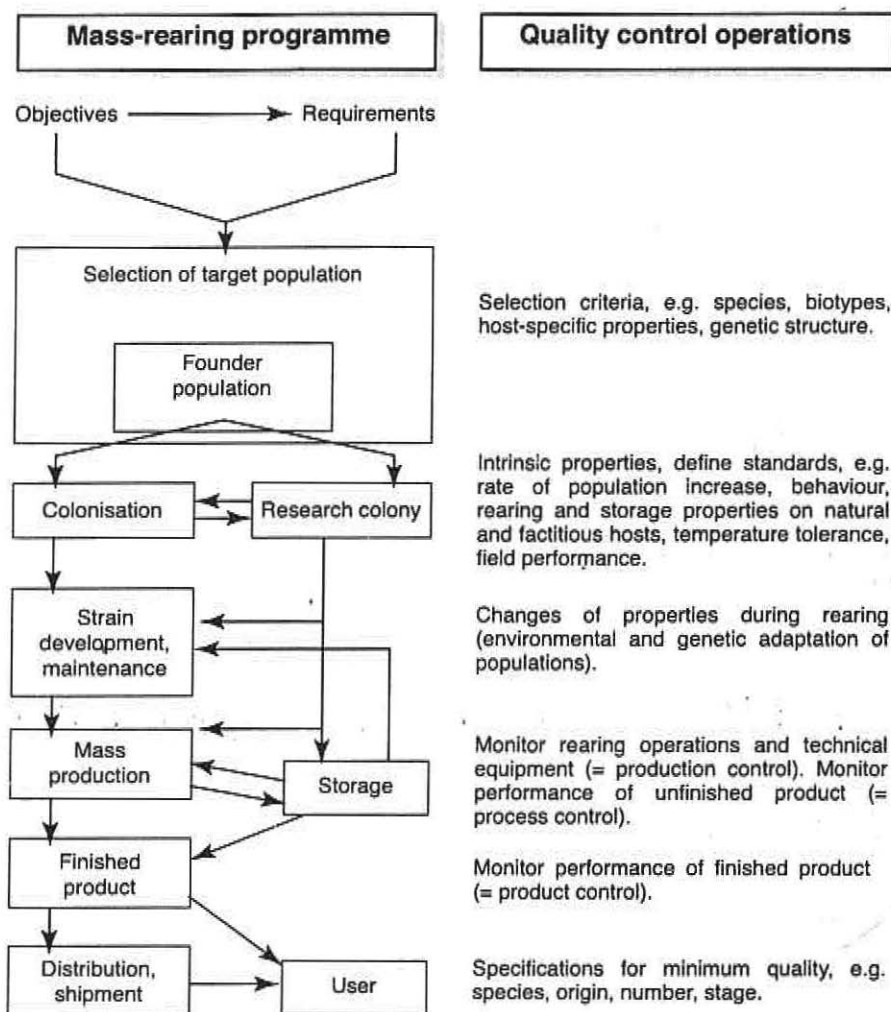 Mass-rearing programme
Quality control operations
Objectives
Requirements
Selection of target population
Founder
population
Selection criteria, e.g. species, biotypes,
host-specific properties, genetic structure.
Colonisation
Research colony
Intrinsic properties, define standards, e.g.
rate of population increase, behaviour,
rearing and storage properties on natural
and factitious hosts, temperature tolerance,
field performance.
Strain
development,
maintenance
Changes of properties during rearing
(environmental and genetic adaptation of
populations).
Mass
production
Storage
Monitor rearing operations and technical
equipment (= production control). Monitor
performance of unfinished product (=
process control).
Finished
product
Monitor performance of finished product
(= product control).
Distribution,
shipment
User
Specifications for minimum quality, e.g.
species, origin, number, stage.